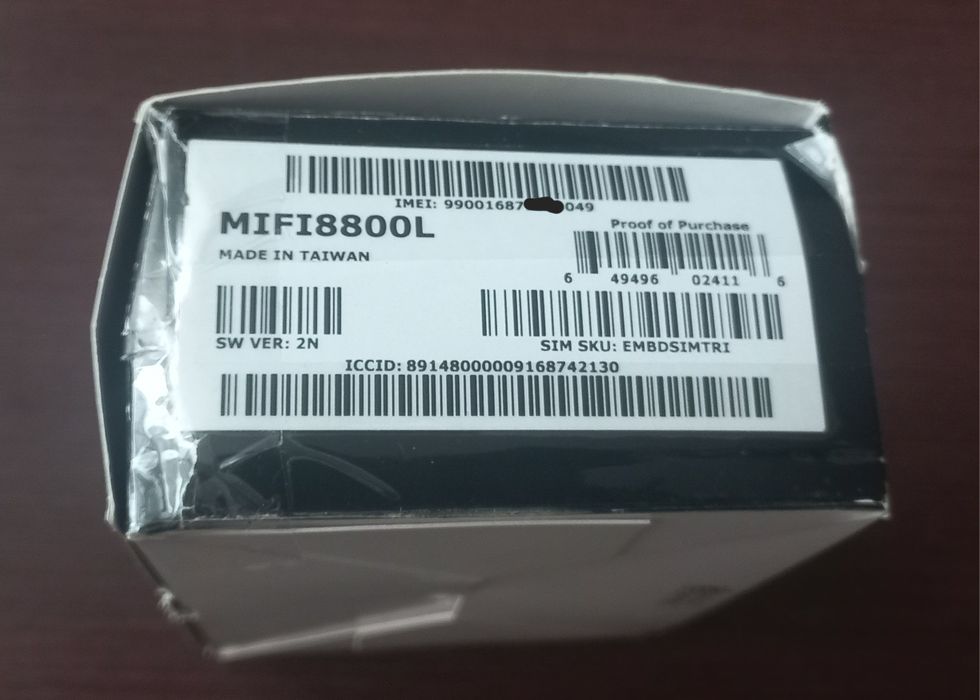 IMEI: 99001687 049
MIFI8800L
Proof of Purchase
MADE IN TAIWAN
6 49496 02411 6
SW VER: 2N
SIM SKU: EMBDSIMTRI
ICCID: 89148000009168742130